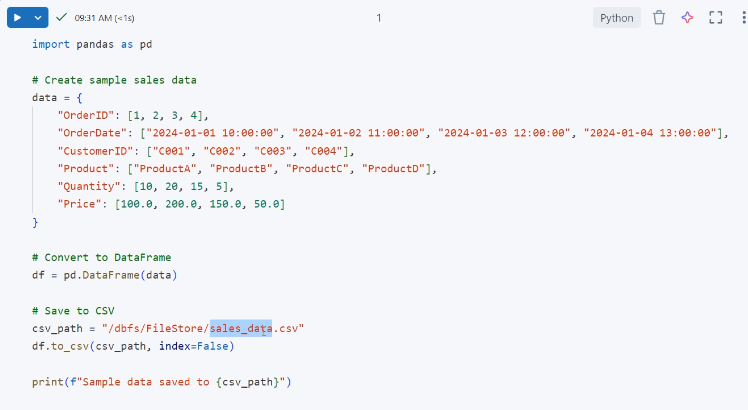 09:31 AM (<1s)
1
Python
import pandas as pd
# Create sample sales data
data = {
    "OrderID": [1, 2, 3, 4],
    "OrderDate": ["2024-01-01 10:00:00", "2024-01-02 11:00:00", "2024-01-03 12:00:00", "2024-01-04 13:00:00"],
    "CustomerID": ["C001", "C002", "C003", "C004"],
    "Product": ["ProductA", "ProductB", "ProductC", "ProductD"],
    "Quantity": [10, 20, 15, 5],
    "Price": [100.0, 200.0, 150.0, 50.0]
}
# Convert to DataFrame
df = pd.DataFrame(data)
# Save to CSV
csv_path = "/dbfs/FileStore/sales_data.csv"
df.to_csv(csv_path, index=False)
print(f"Sample data saved to {csv_path}")